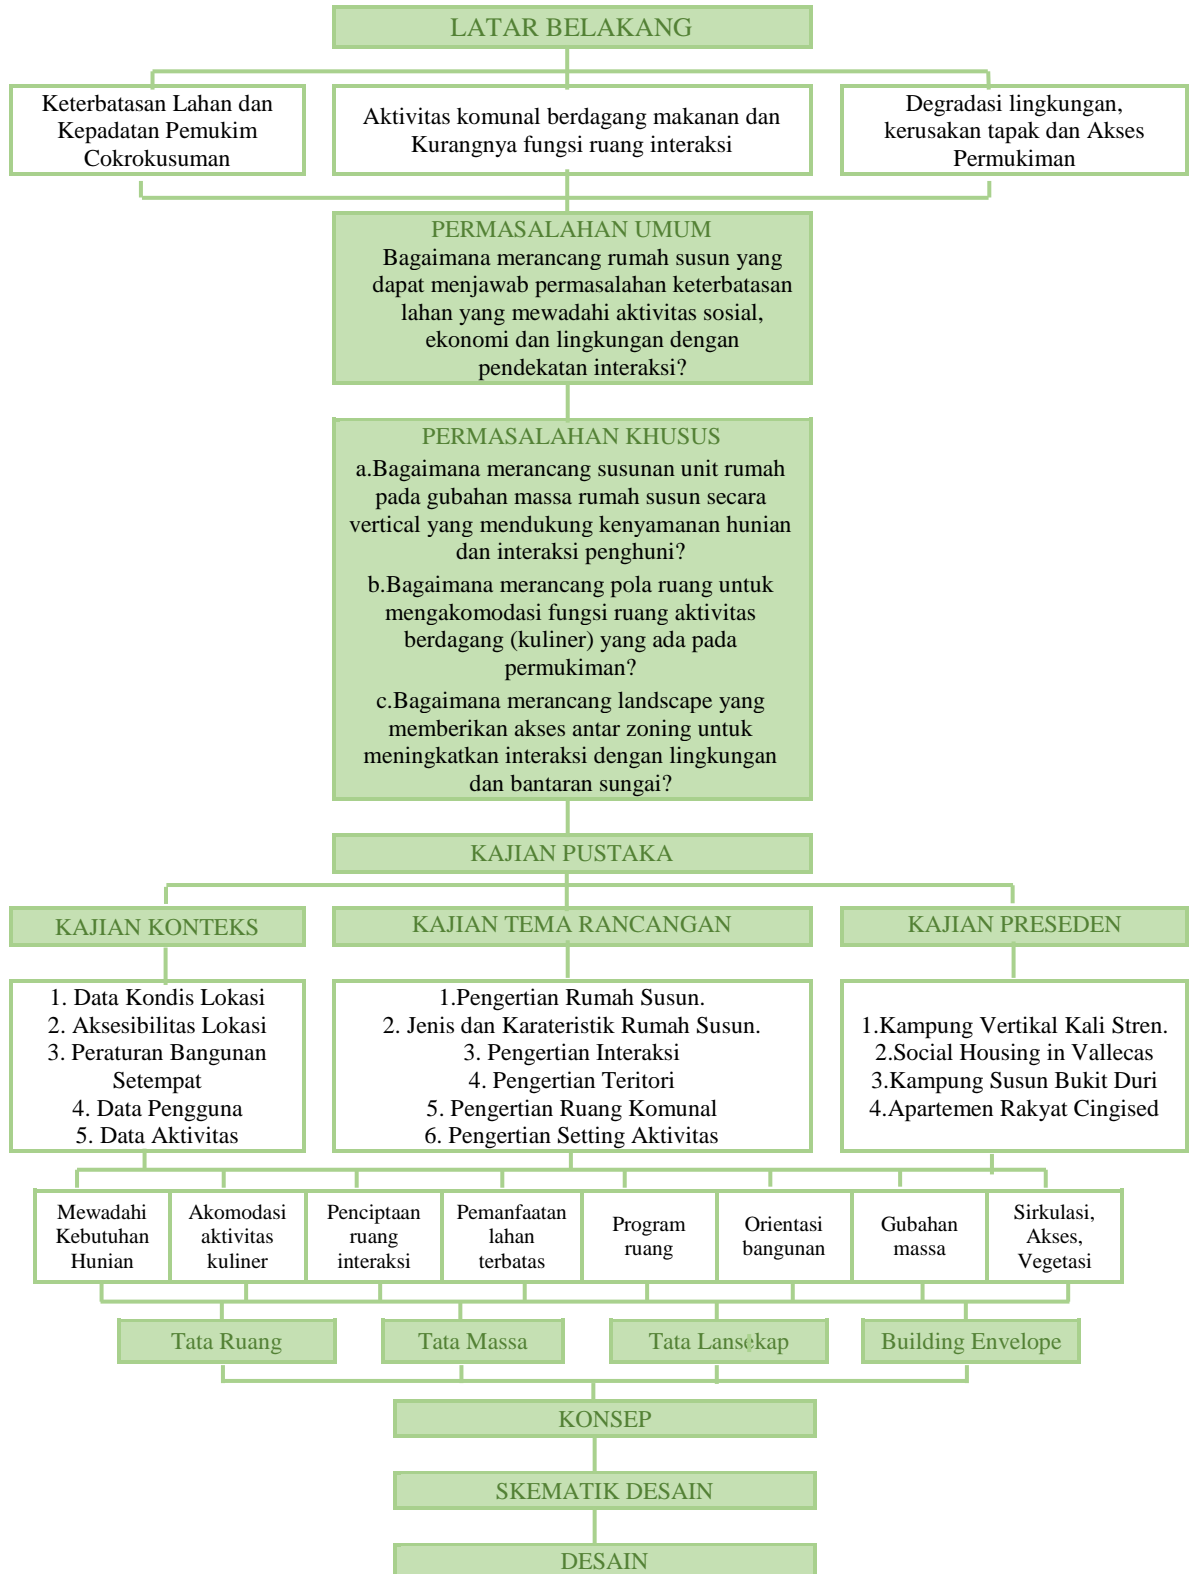 LATAR BELAKANG
Keterbatasan Lahan dan
Kepadatan Pemukim
Cokrokusuman
Aktivitas komunal berdagang makanan dan
Kurangnya fungsi ruang interaksi
Degradasi lingkungan,
kerusakan tapak dan Akses
Permukiman
PERMASALAHAN UMUM
Bagaimana merancang rumah susun yang
dapat menjawab permasalahan keterbatasan
lahan yang mewadahi aktivitas sosial,
ekonomi dan lingkungan dengan
pendekatan interaksi?
PERMASALAHAN KHUSUS
a.Bagaimana merancang susunan unit rumah
pada gubahan massa rumah susun secara
vertical yang mendukung kenyamanan hunian
dan interaksi penghuni?
b.Bagaimana merancang pola ruang untuk
mengakomodasi fungsi ruang aktivitas
berdagang (kuliner) yang ada pada
permukiman?
c.Bagaimana merancang landscape yang
memberikan akses antar zoning untuk
meningkatkan interaksi dengan lingkungan
dan bantaran sungai?
KAJIAN PUSTAKA
KAJIAN KONTEKS
KAJIAN TEMA RANCANGAN
KAJIAN PRESEDEN
1. Data Kondis Lokasi
2. Aksesibilitas Lokasi
3. Peraturan Bangunan
Setempat
4. Data Pengguna
5. Data Aktivitas
1.Pengertian Rumah Susun.
2. Jenis dan Karateristik Rumah Susun.
3. Pengertian Interaksi
4. Pengertian Teritori
5. Pengertian Ruang Komunal
6. Pengertian Setting Aktivitas
1.Kampung Vertikal Kali Stren.
2.Social Housing in Vallecas
3.Kampung Susun Bukit Duri
4.Apartemen Rakyat Cingised
Mewadahi
Kebutuhan
Hunian
Akomodasi
aktivitas
kuliner
Penciptaan
ruang
interaksi
Pemanfaatan
lahan
terbatas
Program
ruang
Orientasi
bangunan
Gubahan
massa
Sirkulasi,
Akses,
Vegetasi
Tata Ruang
Tata Massa
Tata Lansekap
Building Envelope
KONSEP
SKEMATIK DESAIN
DESAIN